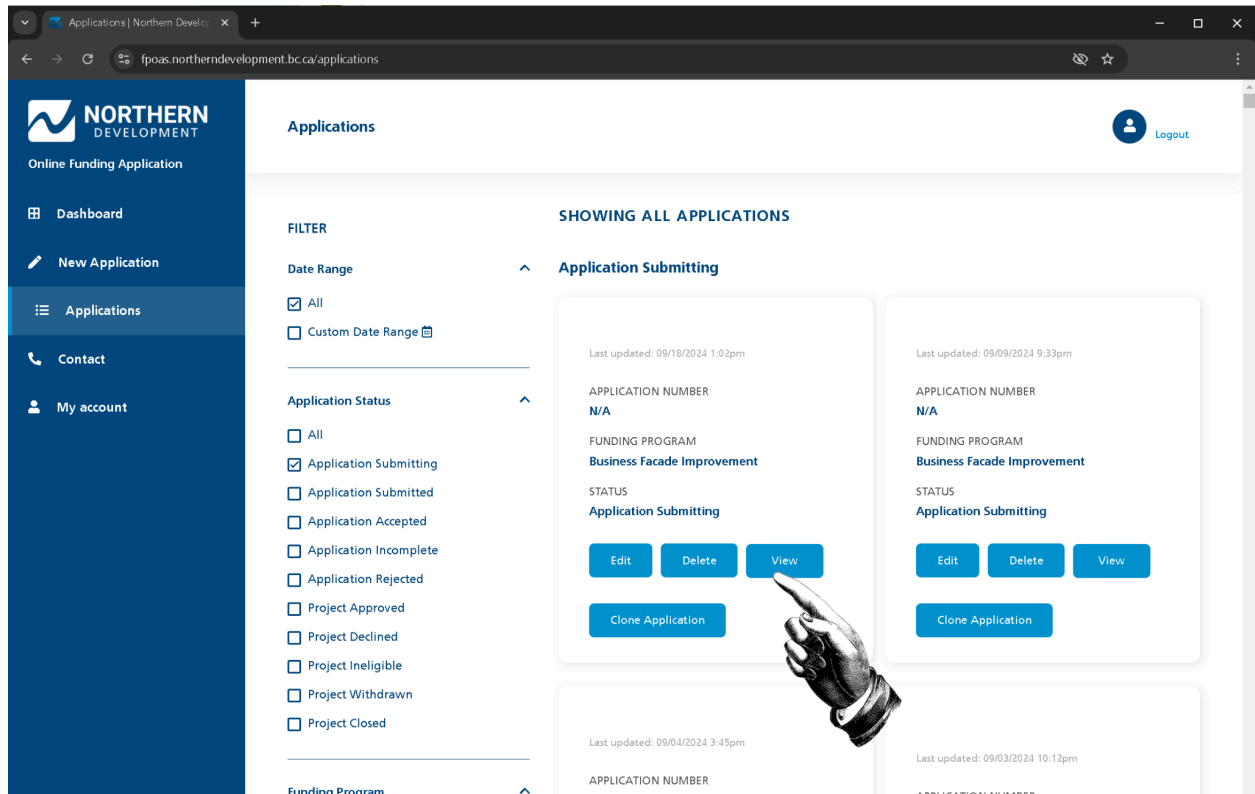 Applications | Northern Develo
fpoas.northerndevelopment.bc.ca/applications
NORTHERN
DEVELOPMENT
Online Funding Application
Dashboard
New Application
Applications
Contact
My account
Applications
Logout
FILTER
Date Range
All
Custom Date Range
Application Status
All
Application Submitting
Application Submitted
Application Accepted
Application Incomplete
Application Rejected
Project Approved
Project Declined
Project Ineligible
Project Withdrawn
Project Closed
Funding Program
SHOWING ALL APPLICATIONS
Application Submitting
Last updated: 09/18/2024 1:02pm
APPLICATION NUMBER
N/A
FUNDING PROGRAM
Business Facade Improvement
STATUS
Application Submitting
Edit Delete View
Clone Application
Last updated: 09/09/2024 9:33pm
APPLICATION NUMBER
N/A
FUNDING PROGRAM
Business Facade Improvement
STATUS
Application Submitting
Edit Delete View
Clone Application
Last updated: 09/04/2024 3:45pm
APPLICATION NUMBER
Last updated: 09/03/2024 10:12pm
APPLICATION NUMBER